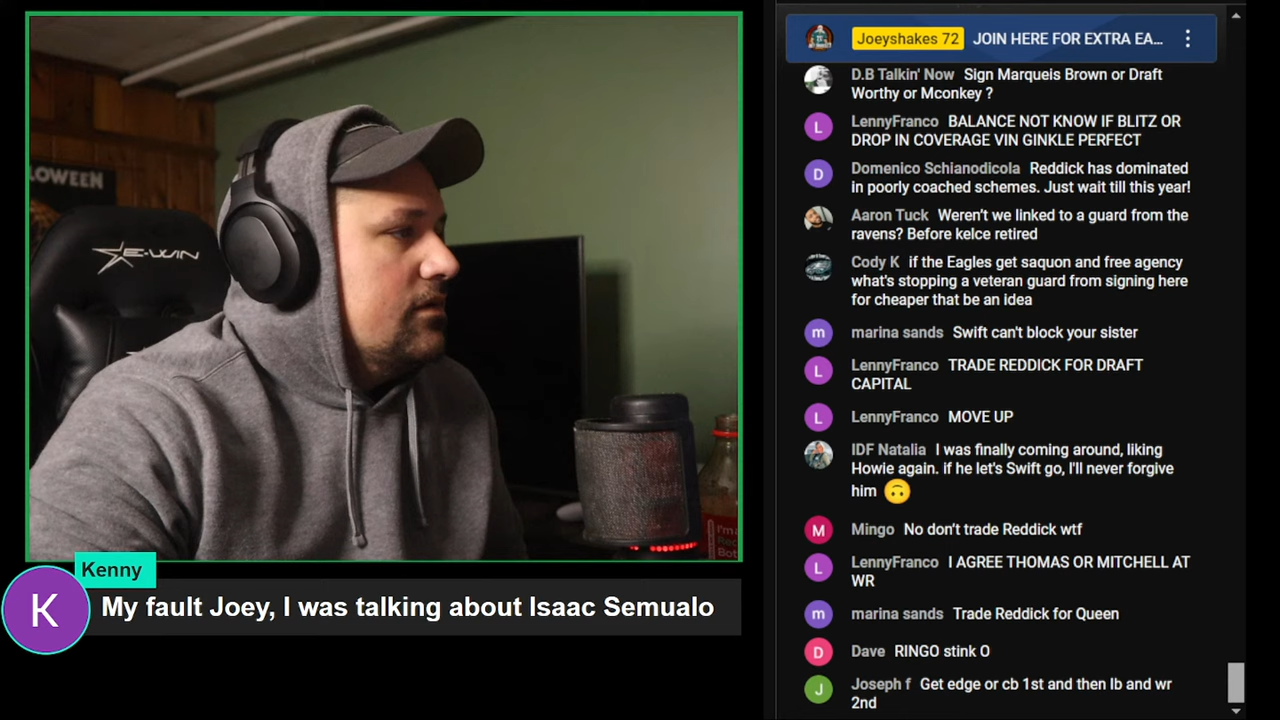 LOWEEN
E-WIN
I'm a
Rec
Bot
Kenny
K
My fault Joey, I was talking about Isaac Semualo
Joeyshakes 72 JOIN HERE FOR EXTRA EA...
D.B Talkin' Now Sign Marqueis Brown or Draft
Worthy or Mconkey ?
L
LennyFranco BALANCE NOT KNOW IF BLITZ OR
DROP IN COVERAGE VIN GINKLE PERFECT
D
Domenico Schianodicola Reddick has dominated
in poorly coached schemes. Just wait till this year!
Aaron Tuck Weren't we linked to a guard from the
ravens? Before kelce retired
Cody K if the Eagles get saquon and free agency
what's stopping a veteran guard from signing here
for cheaper that be an idea
m
marina sands Swift can't block your sister
L
LennyFranco TRADE REDDICK FOR DRAFT
CAPITAL
L
LennyFranco MOVE UP
IDF Natalia I was finally coming around, liking
Howie again. if he let's Swift go, I'll never forgive
him 🙃
M
Mingo No don't trade Reddick wtf
L
LennyFranco I AGREE THOMAS OR MITCHELL AT
WR
m
marina sands Trade Reddick for Queen
D
Dave RINGO stink O
J
Joseph f Get edge or cb 1st and then lb and wr
2nd